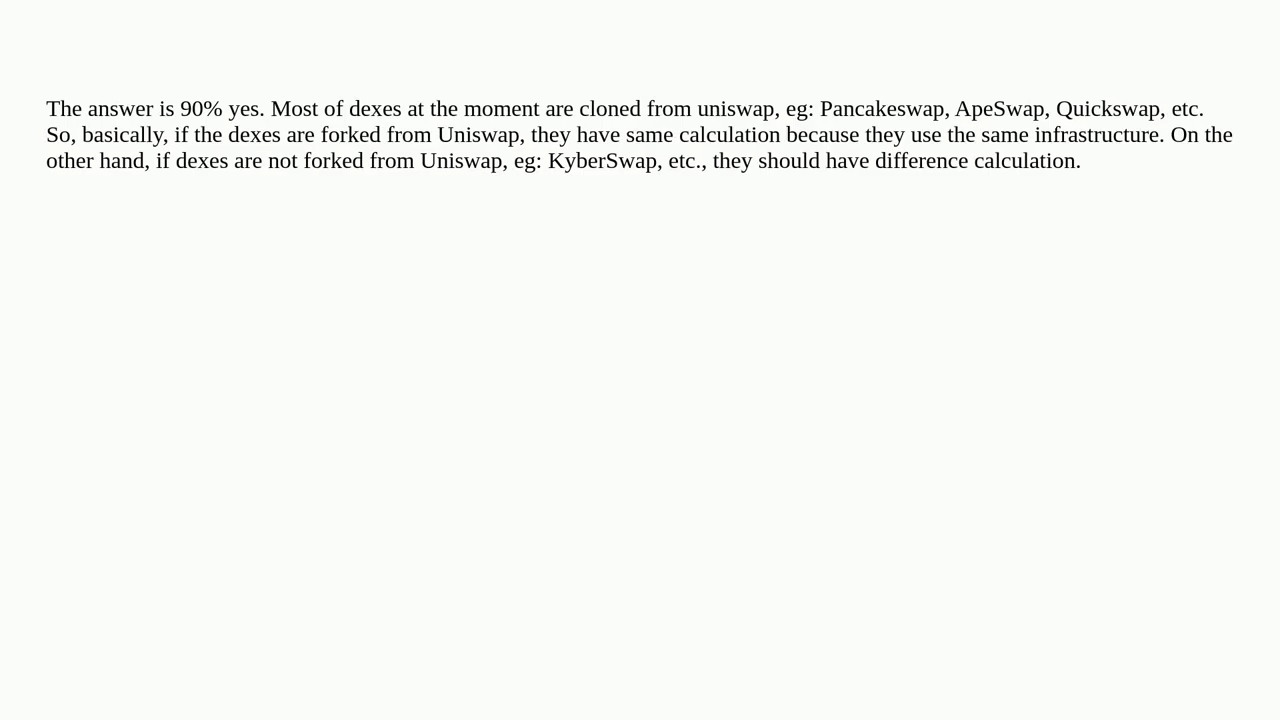 The answer is 90% yes. Most of dexes at the moment are cloned from uniswap, eg: Pancakeswap, ApeSwap, Quickswap, etc.
So, basically, if the dexes are forked from Uniswap, they have same calculation because they use the same infrastructure. On the
other hand, if dexes are not forked from Uniswap, eg: KyberSwap, etc., they should have difference calculation.